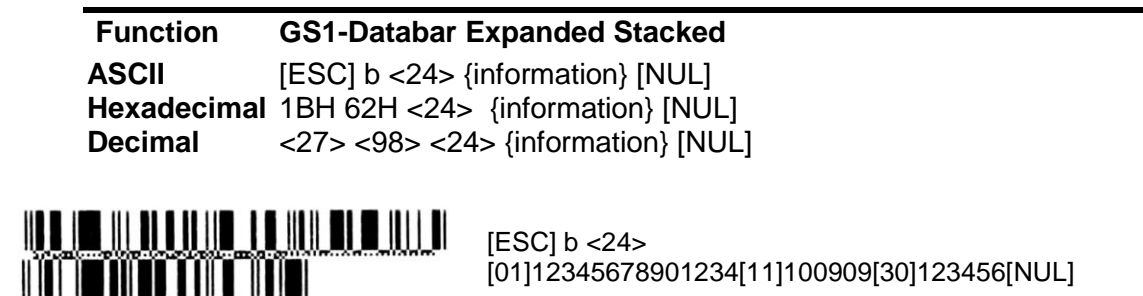 Function GS1-Databar Expanded Stacked
ASCII [ESC] b <24> {information} [NUL]
Hexadecimal 1BH 62H <24> {information} [NUL]
Decimal <27> <98> <24> {information} [NUL]
[ESC] b <24>
[01]12345678901234[11]100909[30]123456[NUL]